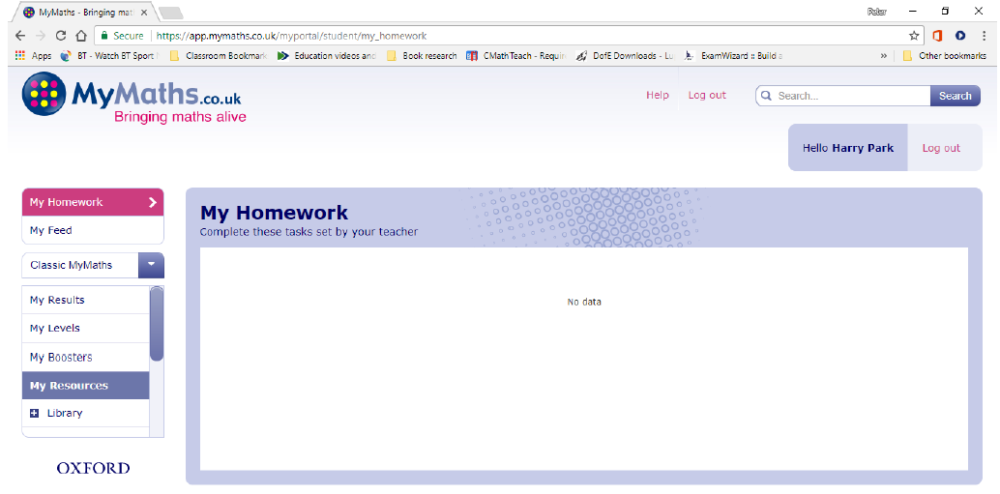 MyMaths - Bringing mat
Peter
Secure https://app.mymaths.co.uk/myportal/student/my_homework
Apps BT - Watch BT Sport Classroom Bookmark Education videos and Book research CMathTeach - Requir DofE Downloads - Lu ExamWizard :: Build a » Other bookmarks
MyMaths.co.uk
Bringing maths alive
Help Log out Search... Search
Hello Harry Park Log out
My Homework
My Feed
Classic MyMaths
My Results
My Levels
My Boosters
My Resources
Library
OXFORD
My Homework
Complete these tasks set by your teacher
No data